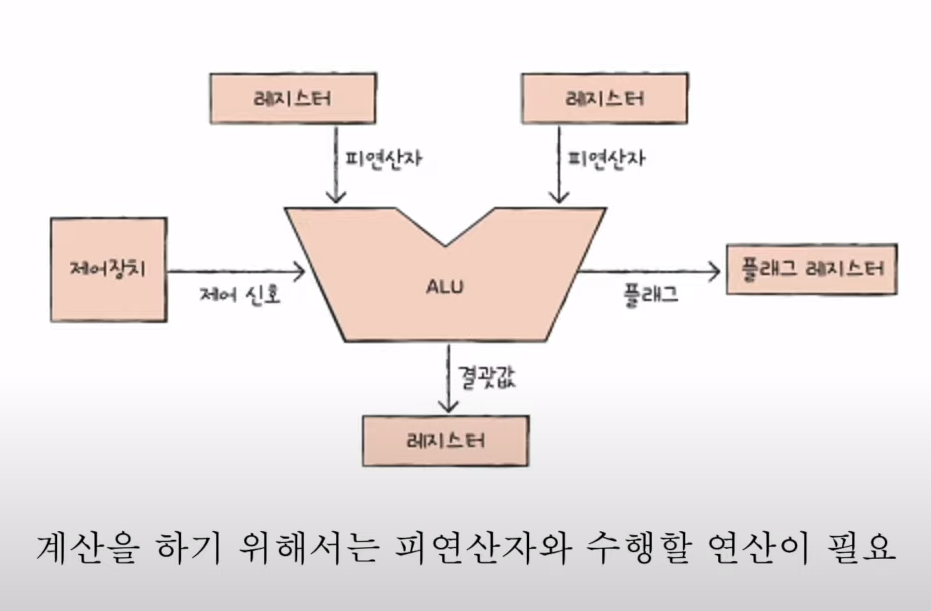 레지스터
레지스터
피연산자
피연산자
제어장치
제어 신호
ALU
플래그
플래그 레지스터
결괏값
레지스터
계산을 하기 위해서는 피연산자와 수행할 연산이 필요